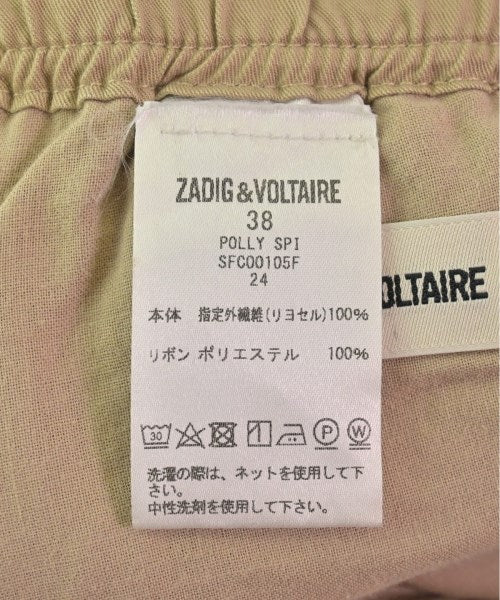 ZADIG&VOLTAIRE
38
POLLY SPI
SFCO0105F
24
本体 指定外繊維(リヨセル)100%
リボン ポリエステル 100%
30 P W
洗濯の際は、ネットを使用して下
さい。
中性洗剤を使用して下さい。
OLTAIRE